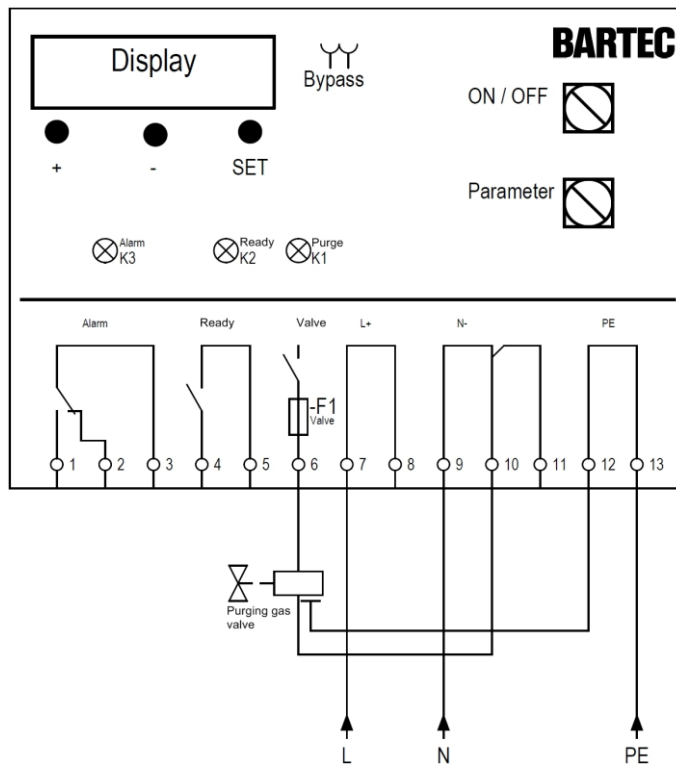 BARTEC
Display
Bypass
ON / OFF
+ - SET
Parameter
Alarm
K3
Ready
K2
Purge
K1
Alarm Ready Valve L+ N- PE
-F1
Valve
1 2 3 4 5 6 7 8 9 10 11 12 13
Purging gas
valve
L N PE